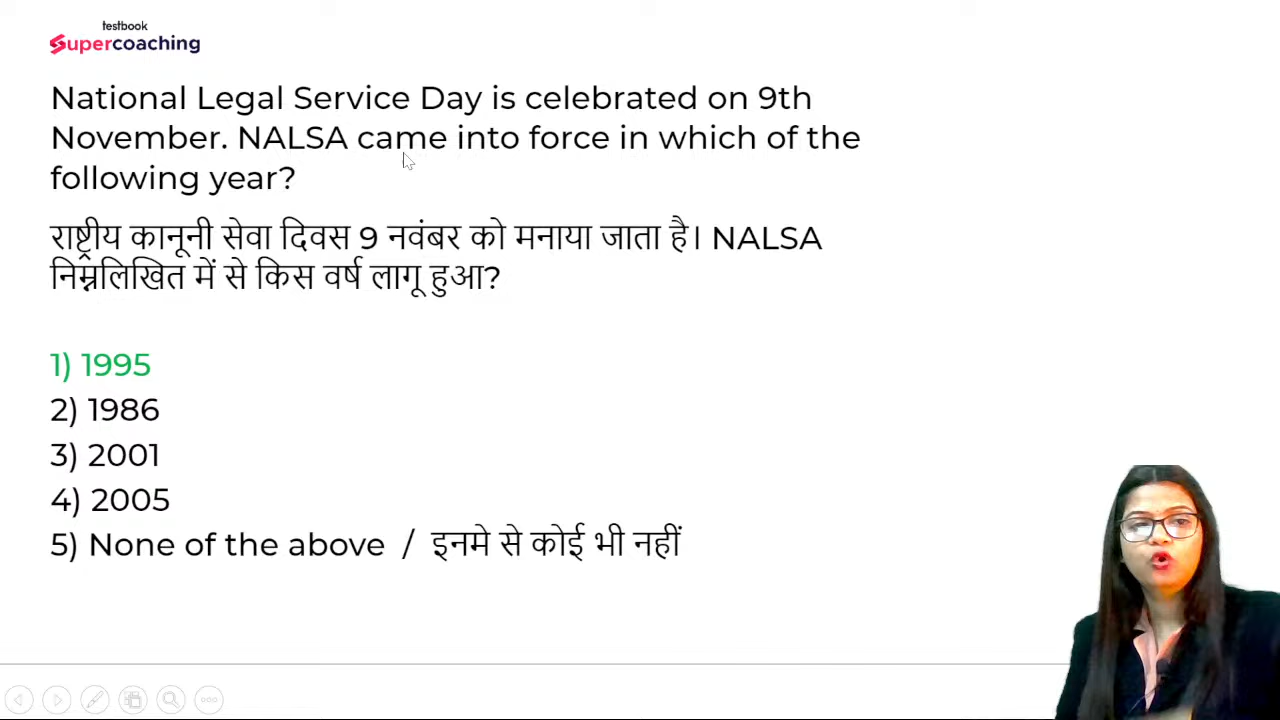 testbook
Supercoaching
National Legal Service Day is celebrated on 9th
November. NALSA came into force in which of the
following year?
राष्ट्रीय कानूनी सेवा दिवस 9 नवंबर को मनाया जाता है। NALSA
निम्नलिखित में से किस वर्ष लागू हुआ?
1) 1995
2) 1986
3) 2001
4) 2005
5) None of the above / इनमे से कोई भी नहीं